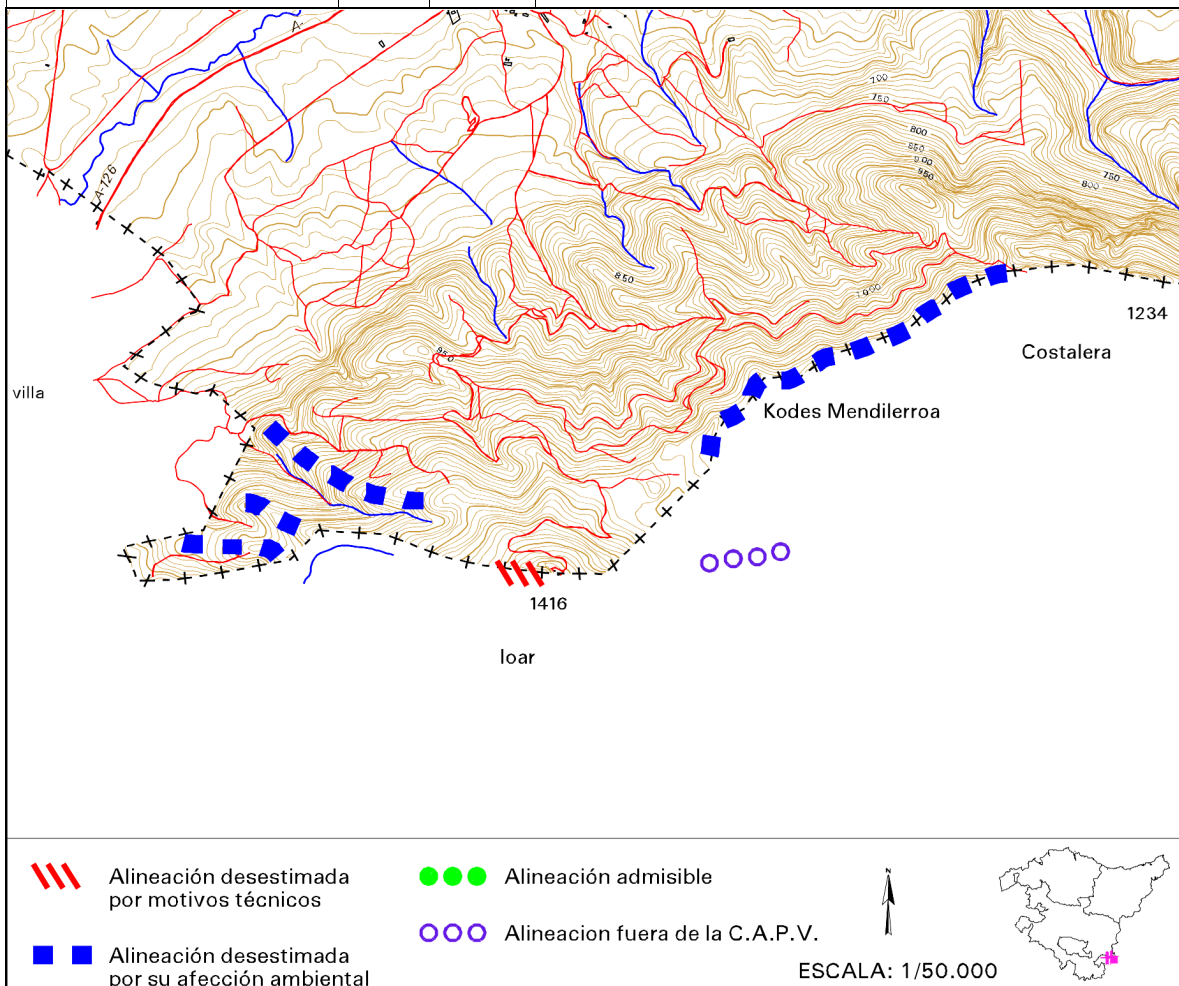 A-
A-126
700
750
800
850
900
950
750
800
850
1000
950
1234
Costalera
villa
Kodes Mendilerroa
1416
Ioar
Alineación desestimada
por motivos técnicos
Alineación desestimada
por su afección ambiental
Alineación admisible
Alineacion fuera de la C.A.P.V.
N
ESCALA: 1/50.000